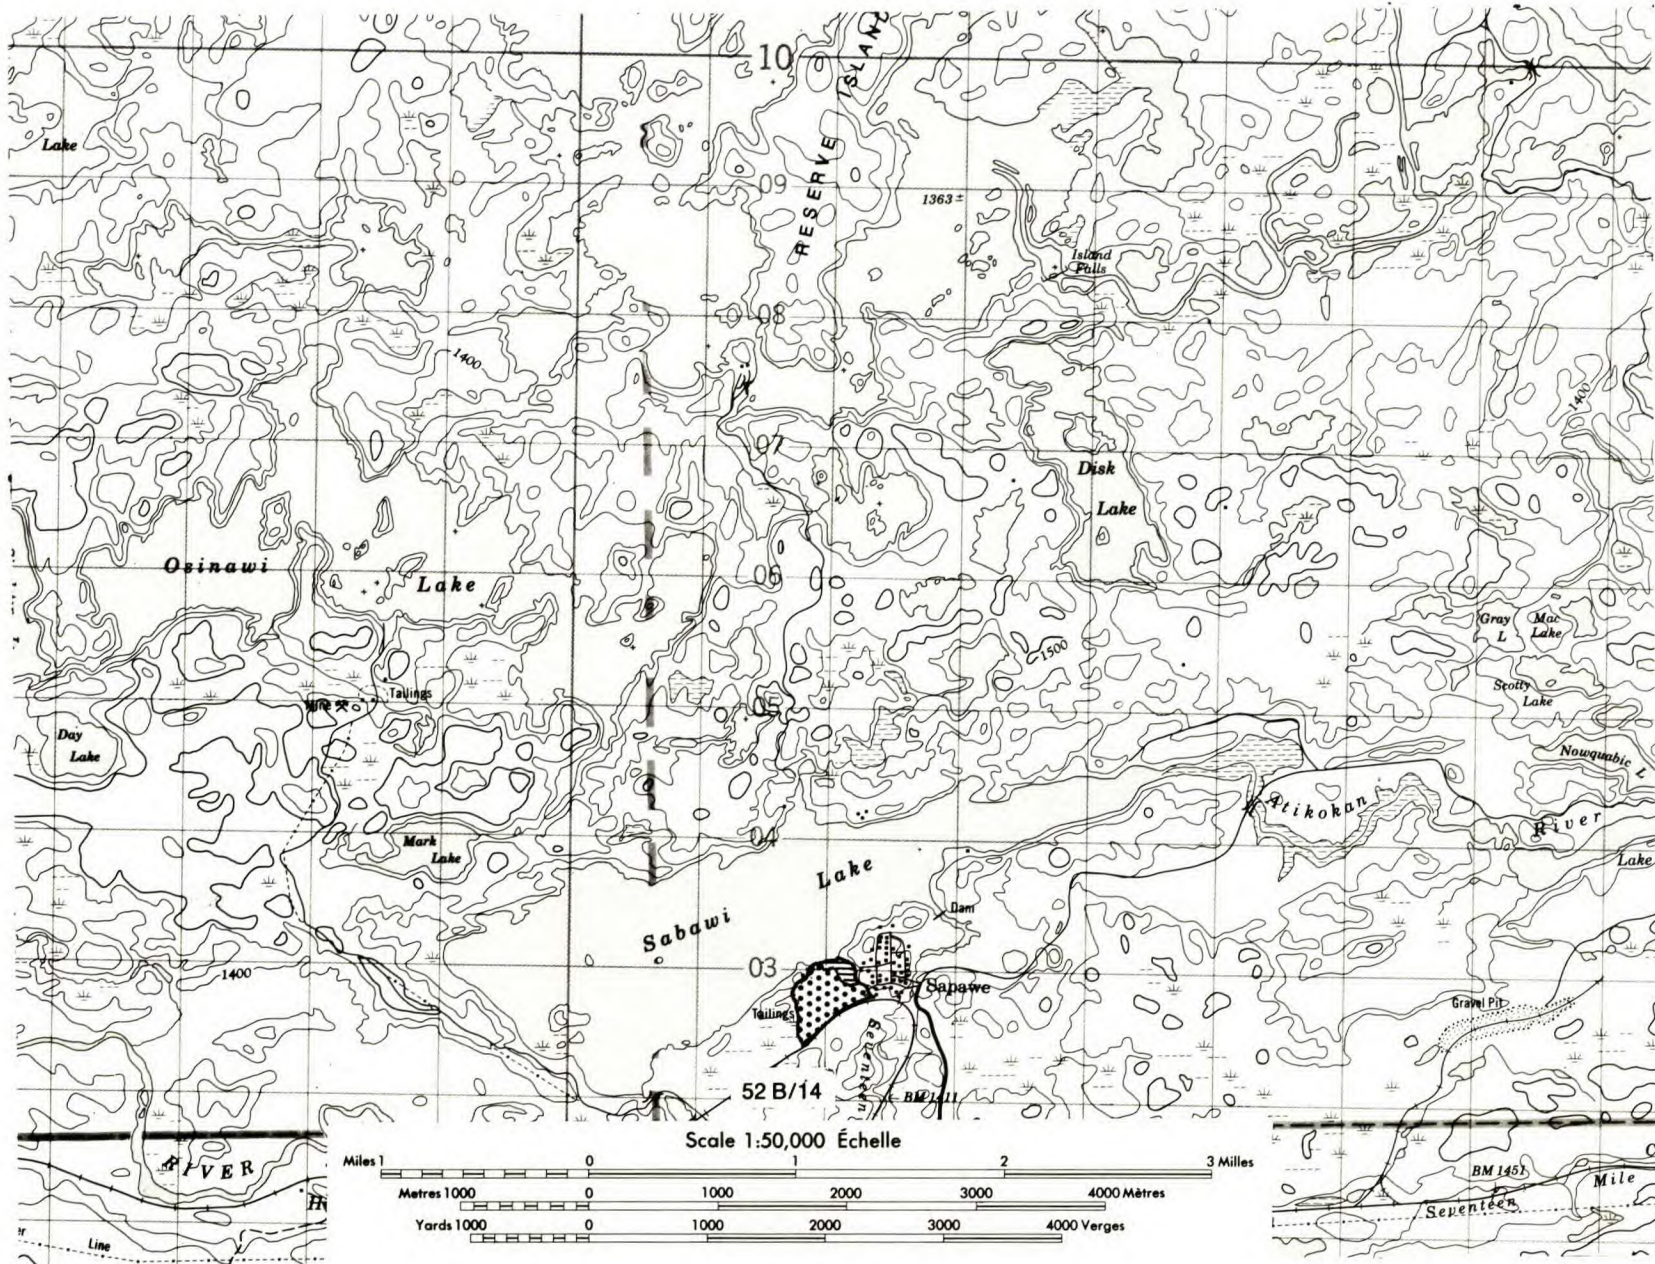 10
RESERVE ISLAND
Lake
09
1363 ±
Island
Falls
08
1400
1400
07
Disk
Lake
Osinawi
Lake
06
Gray
L
Mac
Lake
1500
Scotty
Lake
Tailings
Mine
05
Day
Lake
Nowquabic L
Atikokan
River
04
Mark
Lake
Lake
Lake
Dam
Sabawi
1400
03
Sapawe
Tailings
Gravel Pit
Seventeen
52 B/14
BM 1411
Scale 1:50,000 Échelle
Miles 1 0 1 2 3 Milles
Metres 1000 0 1000 2000 3000 4000 Mètres
Yards 1000 0 1000 2000 3000 4000 Verges
RIVER
Line
BM 1451
Seventeen
Mile